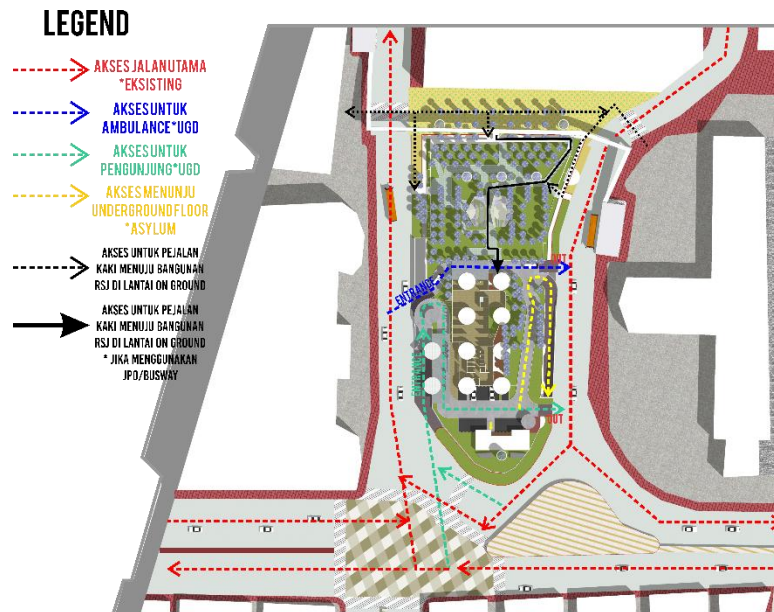 LEGEND
AKSES JALAN UTAMA
*EKSISTING
AKSES UNTUK
AMBULANCE *UGD
AKSES UNTUK
PENGUNJUNG *UGD
AKSES MENUNJU
UNDERGROUND FLOOR
*ASYLUM
AKSES UNTUK PEJALAN
KAKI MENUJU BANGUNAN
RSJ DI LANTAI ON GROUND
AKSES UNTUK PEJALAN
KAKI MENUJU BANGUNAN
RSJ DI LANTAI ON GROUND
* JIKA MENGGUNAKAN
JPO/BUSWAY
OUT
ENTRANCE
ENTRANCE
OUT